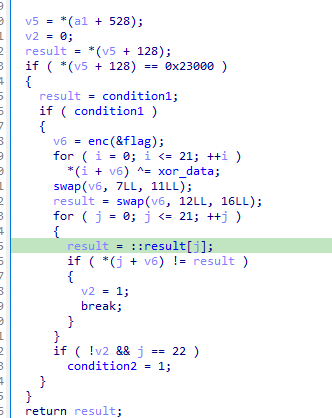 v5 = *(a1 + 528);
v2 = 0;
result = *(v5 + 128);
if ( *(v5 + 128) == 0x23000 )
{
result = condition1;
if ( condition1 )
{
v6 = enc(&flag);
for ( i = 0; i <= 21; ++i )
*(i + v6) ^= xor_data;
swap(v6, 7LL, 11LL);
result = swap(v6, 12LL, 16LL);
for ( j = 0; j <= 21; ++j )
{
result = ::result[j];
if ( *(j + v6) != result )
{
v2 = 1;
break;
}
}
if ( !v2 && j == 22 )
condition2 = 1;
}
}
return result;